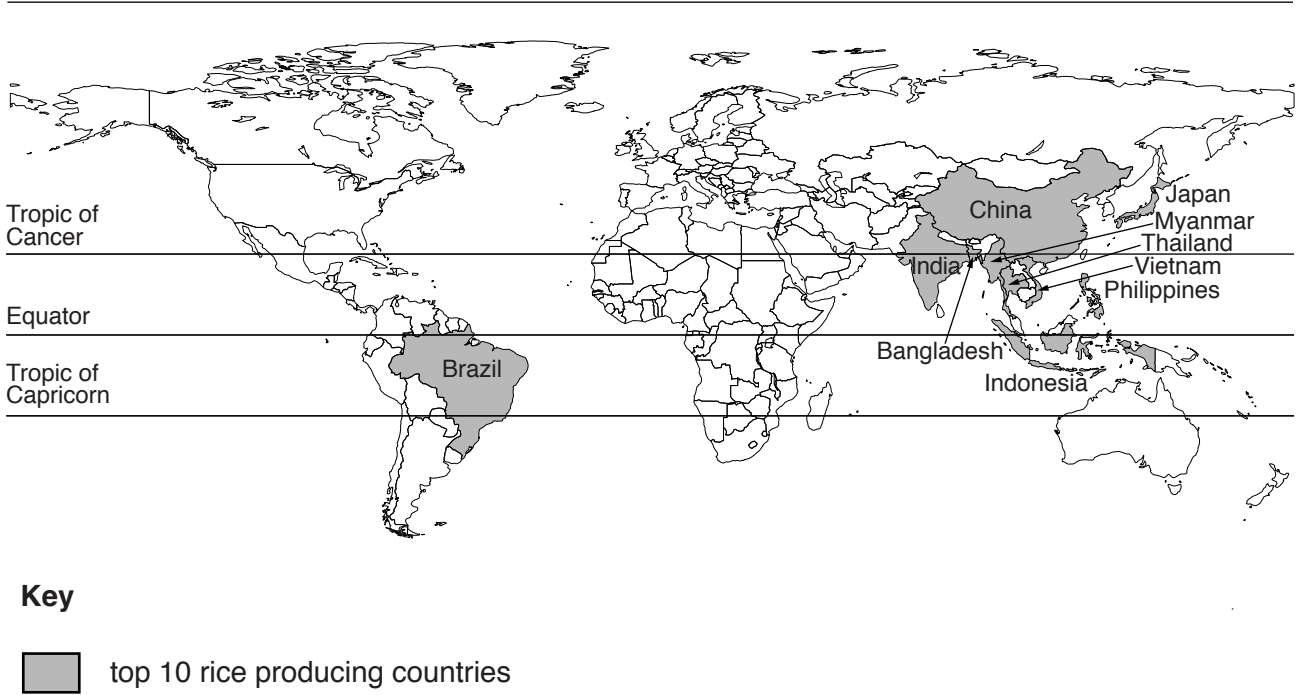 Japan
China
Tropic of
Cancer
Myanmar
Thailand
India
Vietnam
Philippines
Equator
Bangladesh
Brazil
Tropic of
Capricorn
Indonesia
Key
top 10 rice producing countries